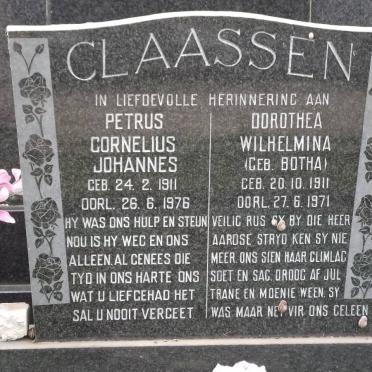 CLAASSEN
IN LIEFDEVOLLE HERINNERING AAN
PETRUS
CORNELIUS
JOHANNES
GEB. 24. 2. 1911
OORL. 26. 6. 1976
HY WAS ONS HULP EN STEUN
NOU IS HY WEG EN ONS
ALLEEN. AL GENEES DIE
TYD IN ONS HARTE ONS
WAT U LIEFGEHAD HET
SAL U NOOIT VERGEET
DOROTHEA
WILHELMINA
(GEB. BOTHA)
GEB. 20. 10. 1911
OORL. 27. 6. 1971
VEILIG RUS SY BY DIE HEER
AARDSE STRYD KEN SY NIE
MEER. ONS SIEN HAAR GLIMLAG
SOET EN SAG. DROOG AF JUL
TRANE EN MOENIE WEEN. SY
WAS MAAR NET VIR ONS GELEEN